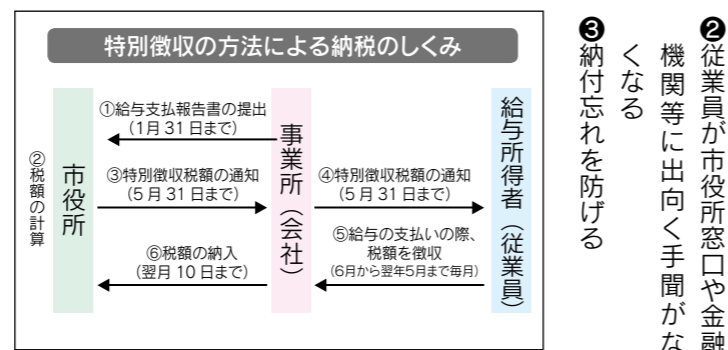 ❷従業員が市役所窓口や金融
機関等に出向く手間がな
くなる
❸納付忘れを防げる
特別徴収の方法による納税のしくみ
①給与支払報告書の提出
(1月31日まで)
②税額の計算
市役所
③特別徴収税額の通知
(5月31日まで)
⑥税額の納入
(翌月10日まで)
事業所(会社)
④特別徴収税額の通知
(5月31日まで)
⑤給与の支払いの際、
税額を徴収
(6月から翌年5月まで毎月)
給与所得者(従業員)